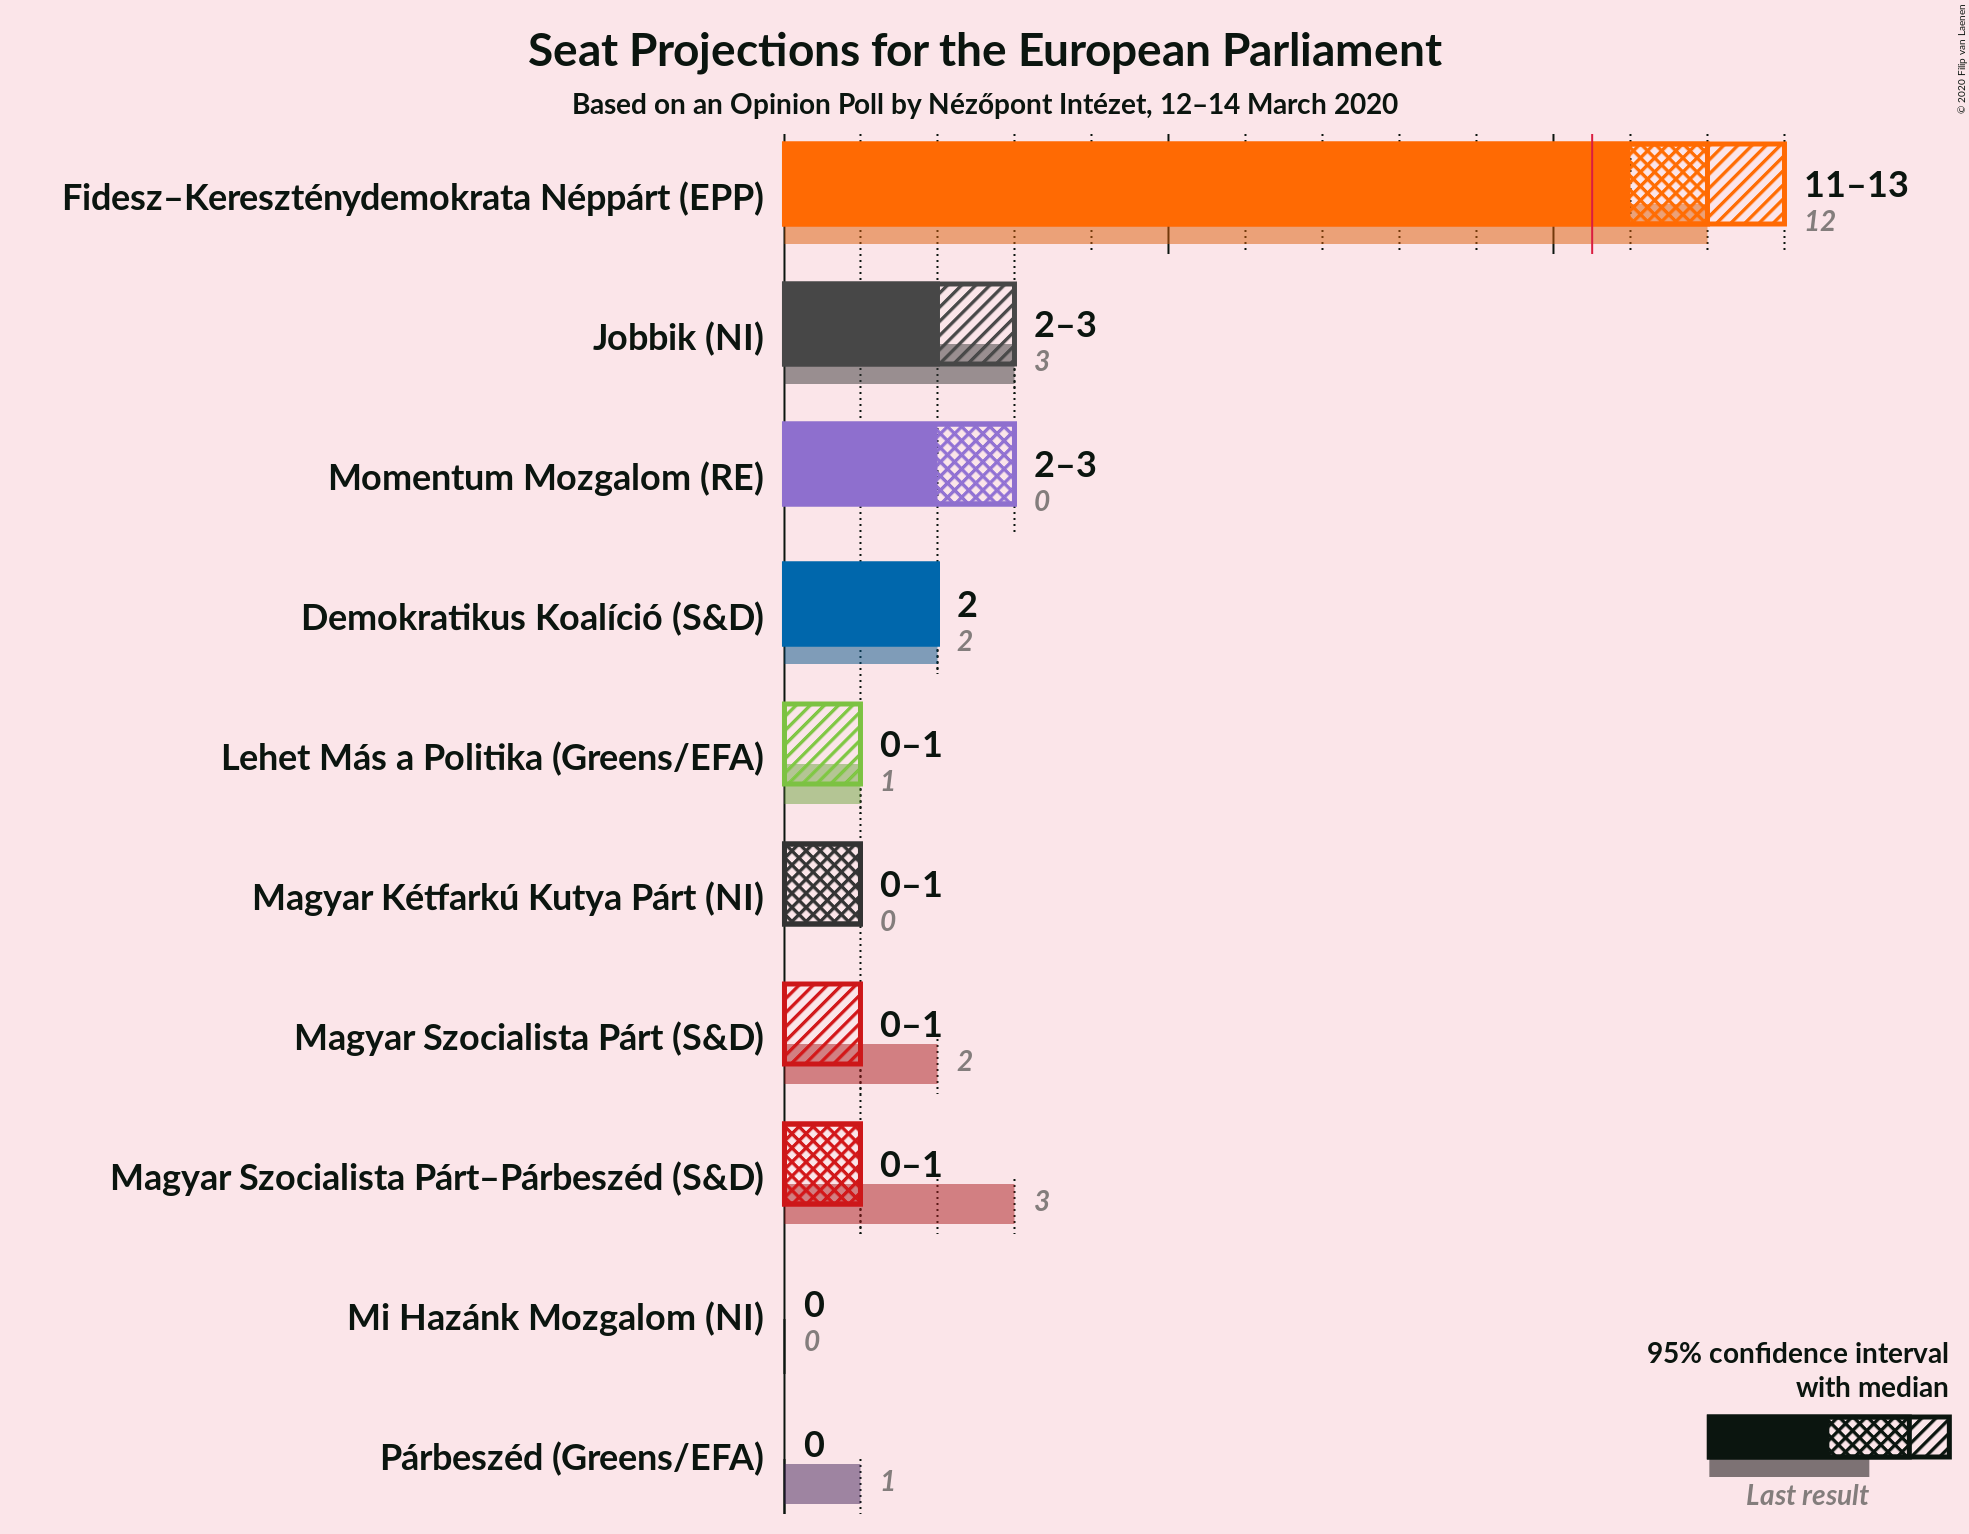 Seat Projections for the European Parliament
Based on an Opinion Poll by Nézőpont Intézet, 12–14 March 2020
© 2020 Filip van Laenen
Fidesz–Kereszténydemokrata Néppárt (EPP)
11–13
12
Jobbik (NI)
2–3
3
Momentum Mozgalom (RE)
2–3
0
Demokratikus Koalíció (S&D)
2
2
Lehet Más a Politika (Greens/EFA)
0–1
1
Magyar Kétfarkú Kutya Párt (NI)
0–1
0
Magyar Szocialista Párt (S&D)
0–1
2
Magyar Szocialista Párt–Párbeszéd (S&D)
0–1
3
Mi Hazánk Mozgalom (NI)
0
0
Párbeszéd (Greens/EFA)
0
1
95% confidence interval
with median
Last result